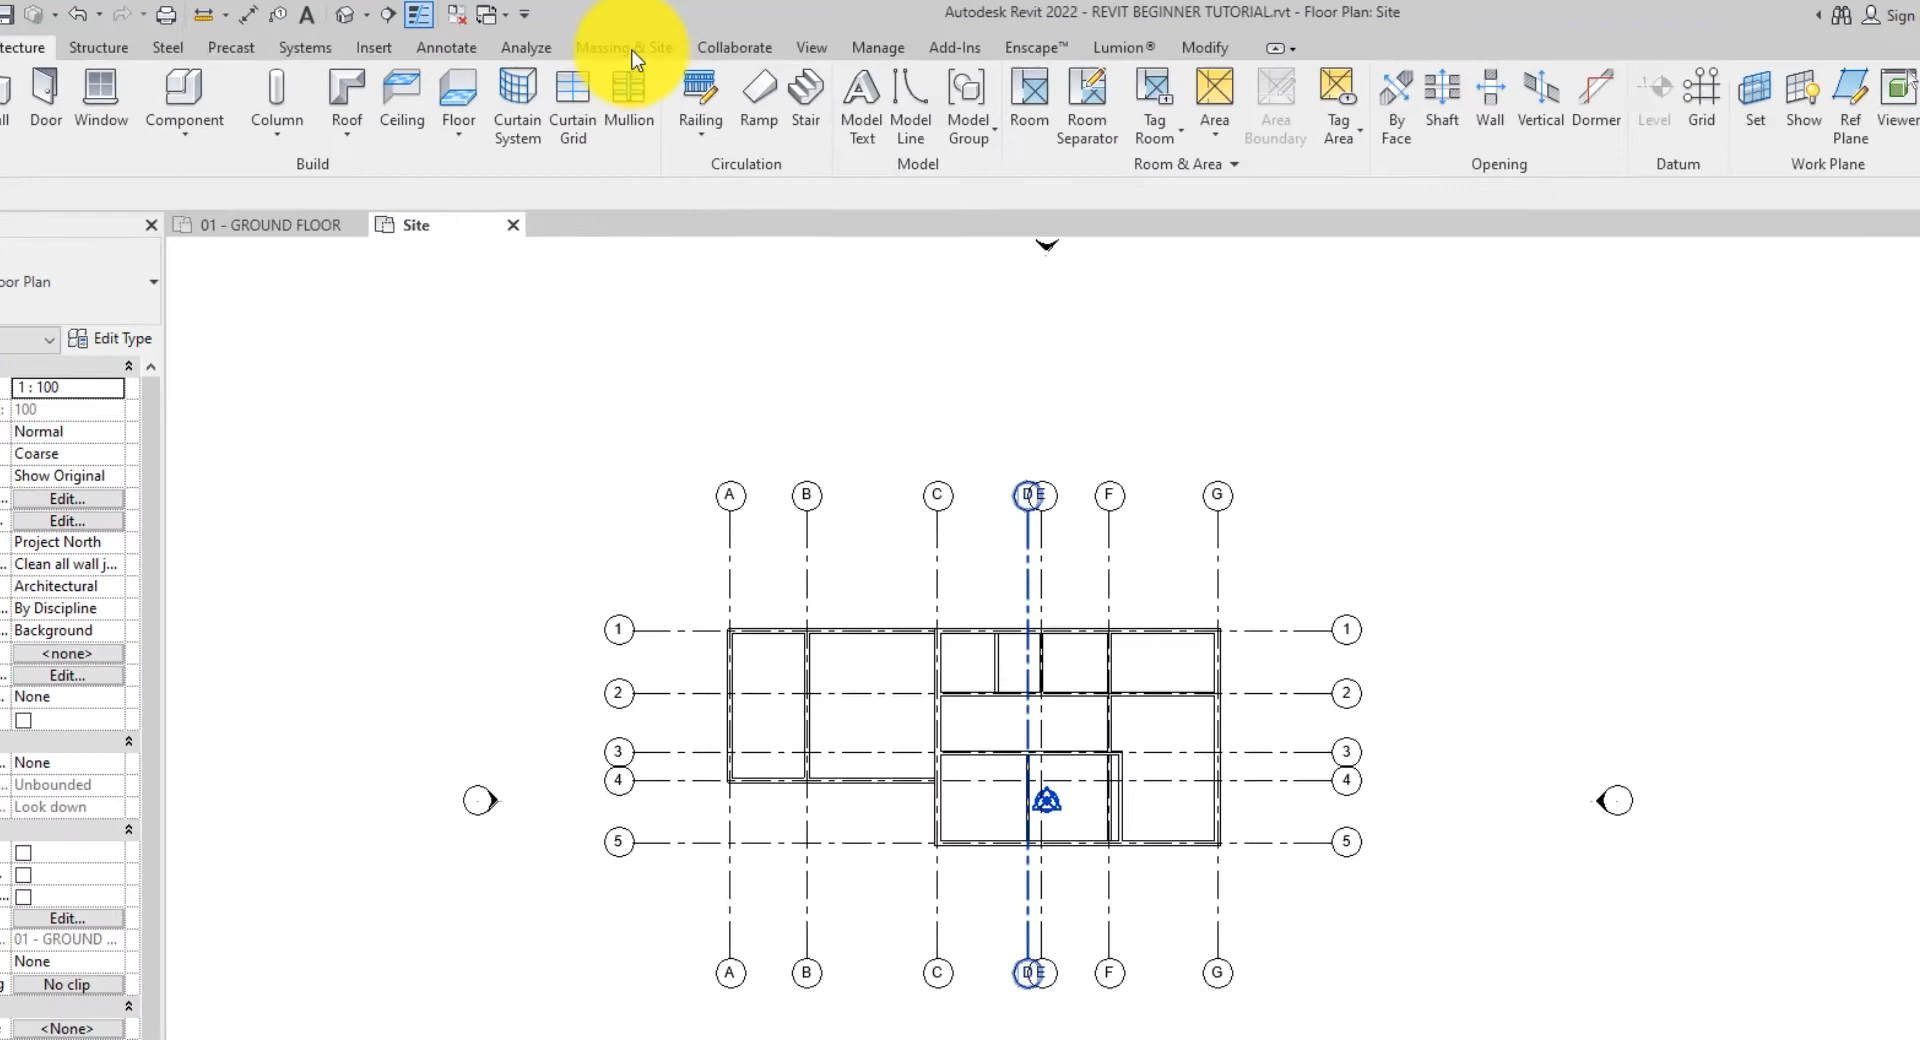 Autodesk Revit 2022 - REVIT BEGINNER TUTORIAL.rvt - Floor Plan: Site
Sign
tecture Structure Steel Precast Systems Insert Annotate Analyze Massing & Site Collaborate View Manage Add-Ins Enscape™ Lumion® Modify
all Door Window Component Column Roof Ceiling Floor Curtain System Curtain Grid Mullion Railing Ramp Stair Model Text Model Line Model Group Room Room Separator Tag Room Area Area Boundary Tag Area By Face Shaft Wall Vertical Dormer Level Grid Set Show Ref Plane Viewer
Build Circulation Model Room & Area Opening Datum Work Plane
01 - GROUND FLOOR Site
oor Plan
Edit Type
1 : 100
: 100
Normal
Coarse
Show Original
... Edit...
. Edit...
Project North
.. Clean all wall j...
Architectural
... By Discipline
.. Background
<none>
... Edit...
None
None
Unbounded
Look down
Edit...
... 01 - GROUND ...
None
g No clip
<None>
A B C D E F G
1 1
2 2
3 3
4 4
5 5
A B C D E F G